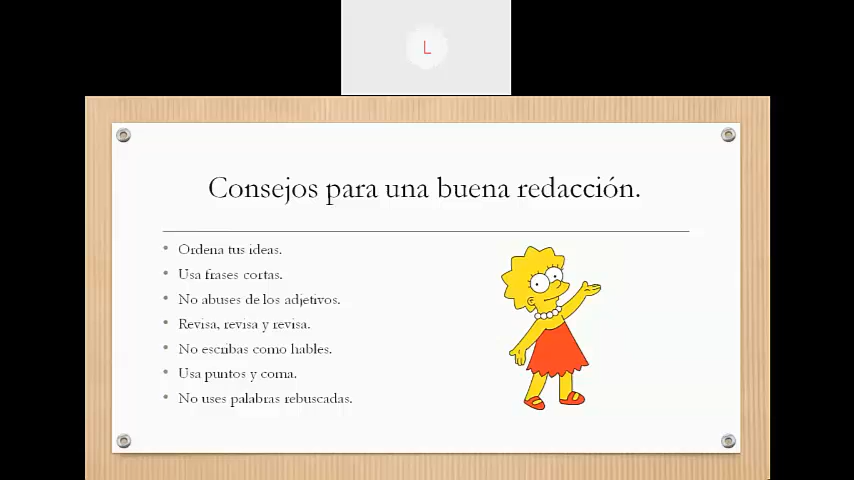 L
Consejos para una buena redacción.
Ordena tus ideas.
Usa frases cortas.
No abuses de los adjetivos.
Revisa, revisa y revisa.
No escribas como hables.
Usa puntos y coma.
No uses palabras rebuscadas.